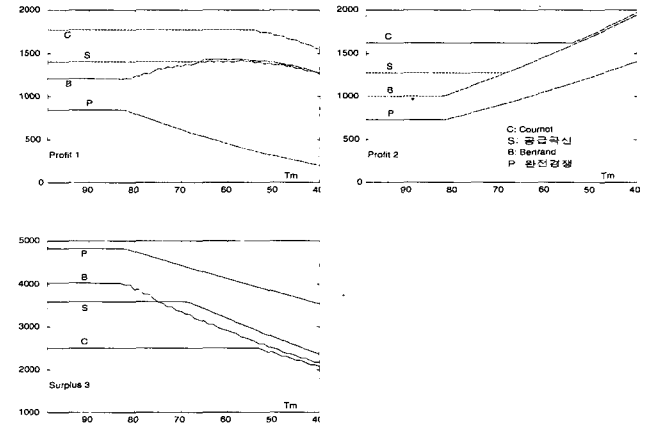 2000
C
1500
S
B
1000
P
500
Profit 1
Tm
0
90 80 70 60 50 40
2000
C
1500
S
B
1000
P
500
C: Cournot
S: 공급곡선
B: Bertrand
P 완전경쟁
Profit 2
Tm
0
90 80 70 60 50 40
5000
P
B
4000
S
3000
C
2000
Surplus 3
Tm
1000
90 80 70 60 50 40